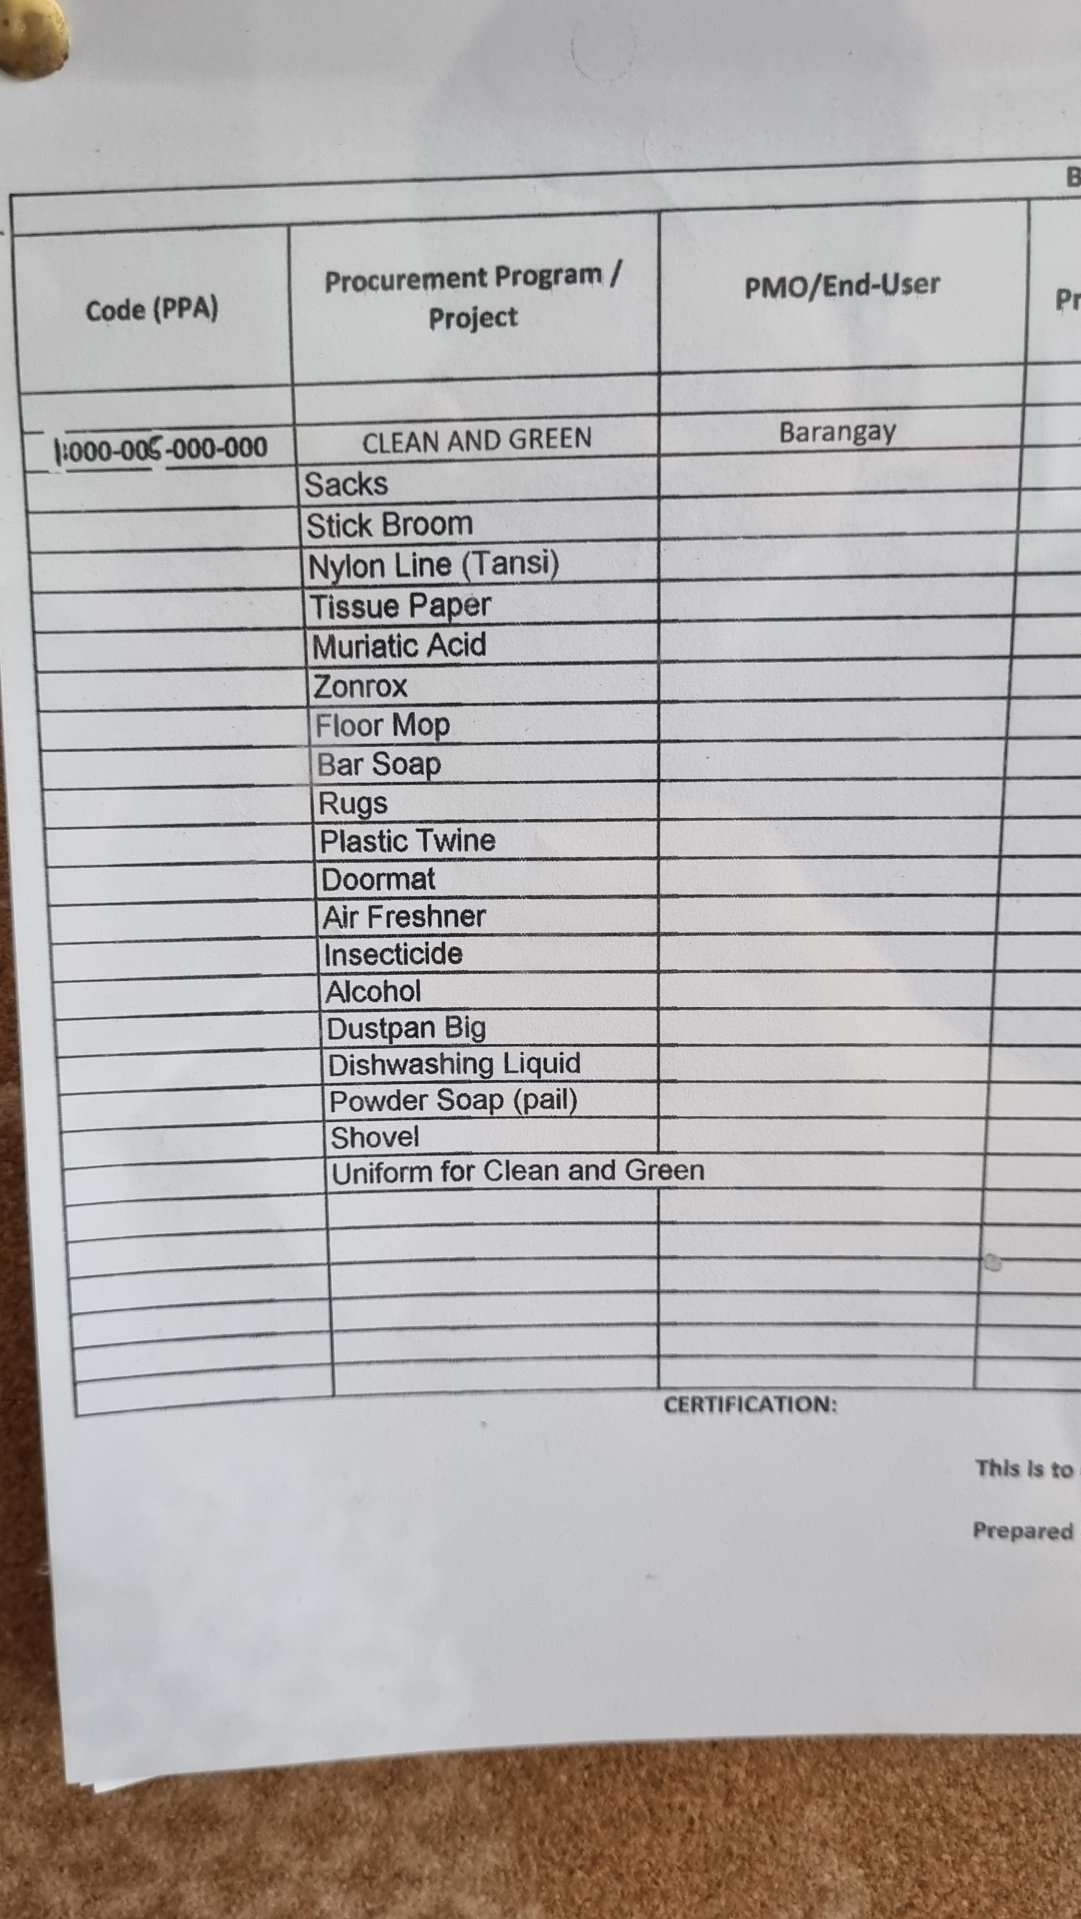 B
Code (PPA)
Procurement Program /
Project
PMO/End-User
Pr
000-005-000-000
CLEAN AND GREEN
Barangay
Sacks
Stick Broom
Nylon Line (Tansi)
Tissue Paper
Muriatic Acid
Zonrox
Floor Mop
Bar Soap
Rugs
Plastic Twine
Doormat
Air Freshner
Insecticide
Alcohol
Dustpan Big
Dishwashing Liquid
Powder Soap (pail)
Shovel
Uniform for Clean and Green
CERTIFICATION:
This is to
Prepared